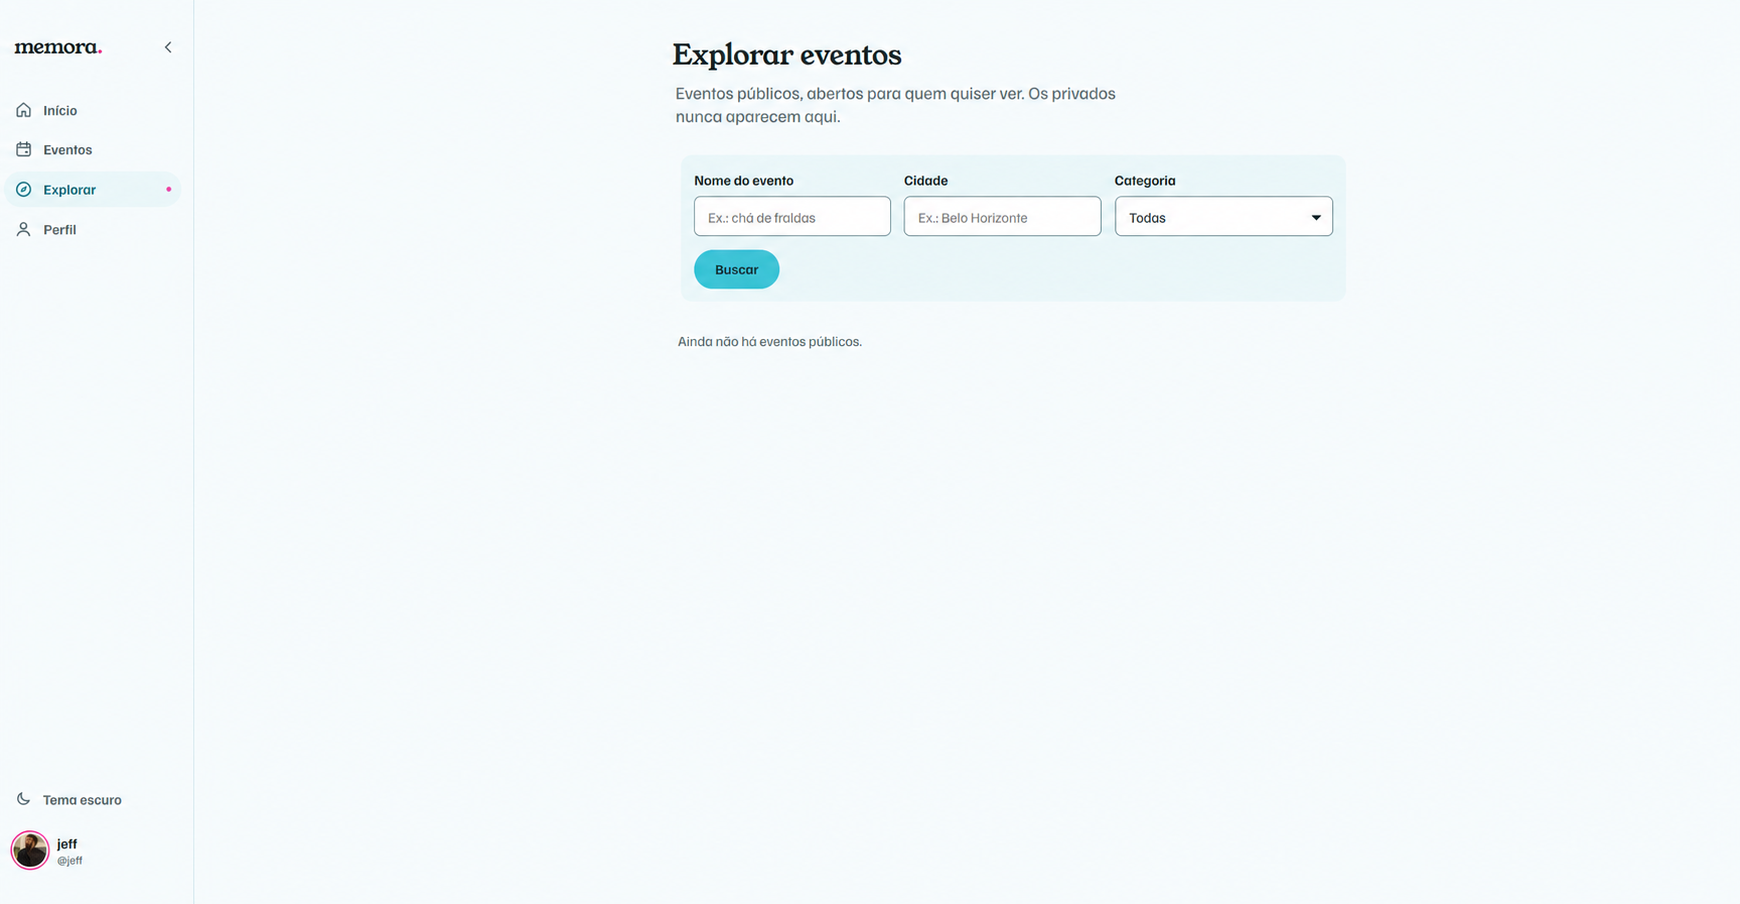 memora.
Início
Eventos
Explorar
Perfil
Tema escuro
jeff
@jeff
Explorar eventos
Eventos públicos, abertos para quem quiser ver. Os privados
nunca aparecem aqui.
Nome do evento
Ex.: chá de fraldas
Cidade
Ex.: Belo Horizonte
Categoria
Todas
Buscar
Ainda não há eventos públicos.